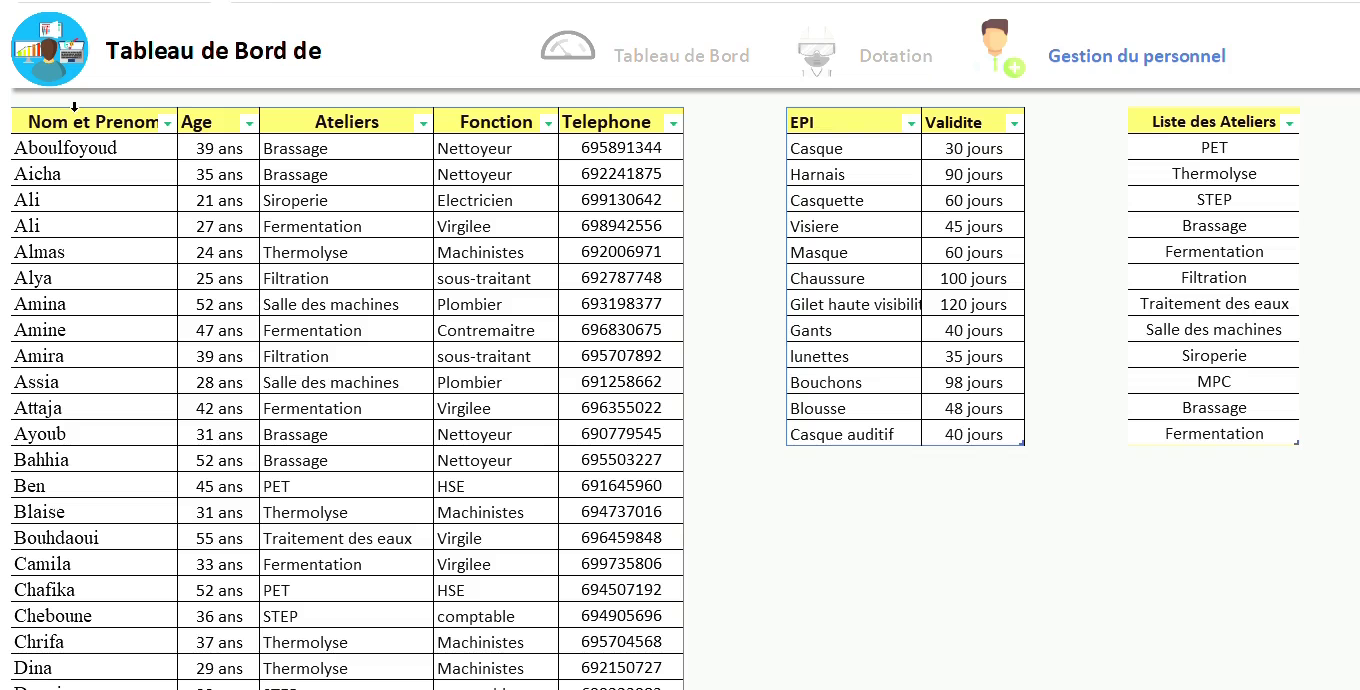 Tableau de Bord de
Tableau de Bord
Dotation
Gestion du personnel
Nom et Prenom Age Ateliers Fonction Telephone
Aboulfoyoud 39 ans Brassage Nettoyeur 695891344
Aicha 35 ans Brassage Nettoyeur 692241875
Ali 21 ans Siroperie Electricien 699130642
Ali 27 ans Fermentation Virgilee 698942556
Almas 24 ans Thermolyse Machinistes 692006971
Alya 25 ans Filtration sous-traitant 692787748
Amina 52 ans Salle des machines Plombier 693198377
Amine 47 ans Fermentation Contremaitre 696830675
Amira 39 ans Filtration sous-traitant 695707892
Assia 28 ans Salle des machines Plombier 691258662
Attaja 42 ans Fermentation Virgilee 696355022
Ayoub 31 ans Brassage Nettoyeur 690779545
Bahhia 52 ans Brassage Nettoyeur 695503227
Ben 45 ans PET HSE 691645960
Blaise 31 ans Thermolyse Machinistes 694737016
Bouhdaoui 55 ans Traitement des eaux Virgile 696459848
Camila 33 ans Fermentation Virgilee 699735806
Chafika 52 ans PET HSE 694507192
Cheboune 36 ans STEP comptable 694905696
Chrifa 37 ans Thermolyse Machinistes 695704568
Dina 29 ans Thermolyse Machinistes 692150727
EPI Validite
Casque 30 jours
Harnais 90 jours
Casquette 60 jours
Visiere 45 jours
Masque 60 jours
Chaussure 100 jours
Gilet haute visibilit 120 jours
Gants 40 jours
lunettes 35 jours
Bouchons 98 jours
Blousse 48 jours
Casque auditif 40 jours
Liste des Ateliers
PET
Thermolyse
STEP
Brassage
Fermentation
Filtration
Traitement des eaux
Salle des machines
Siroperie
MPC
Brassage
Fermentation